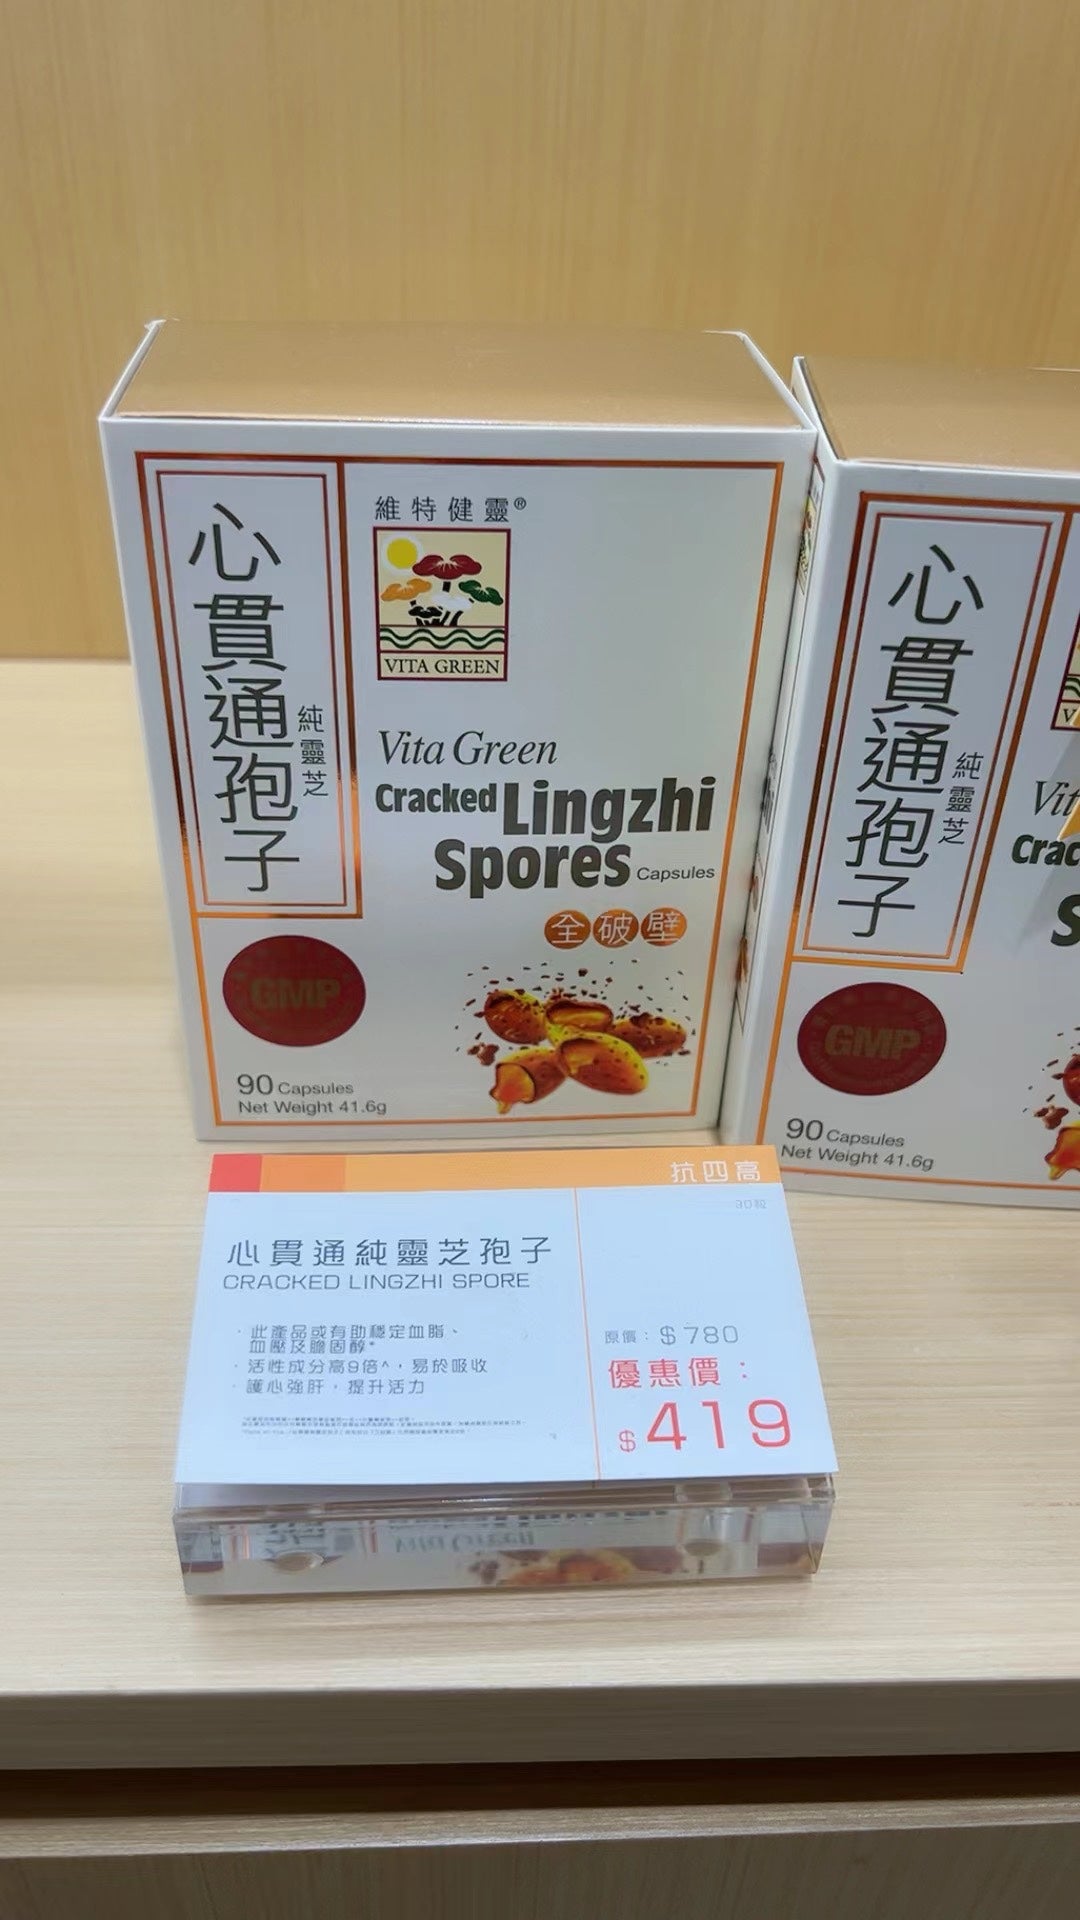 心貫通孢子
純靈芝
維特健靈®
VITA GREEN
Vita Green
Cracked Lingzhi
Spores Capsules
全破壁
GMP
90 Capsules
Net Weight 41.6g
心貫通孢子
純靈芝
Crac
S
GMP
90 Capsules
Net Weight 41.6g
抗四高
90粒
心貫通純靈芝孢子
CRACKED LINGZHI SPORE
· 此產品或有助穩定血脂、
血壓及膽固醇*
· 活性成分高9倍^，易於吸收
· 護心強肝，提升活力
原價：$780
優惠價：
$419